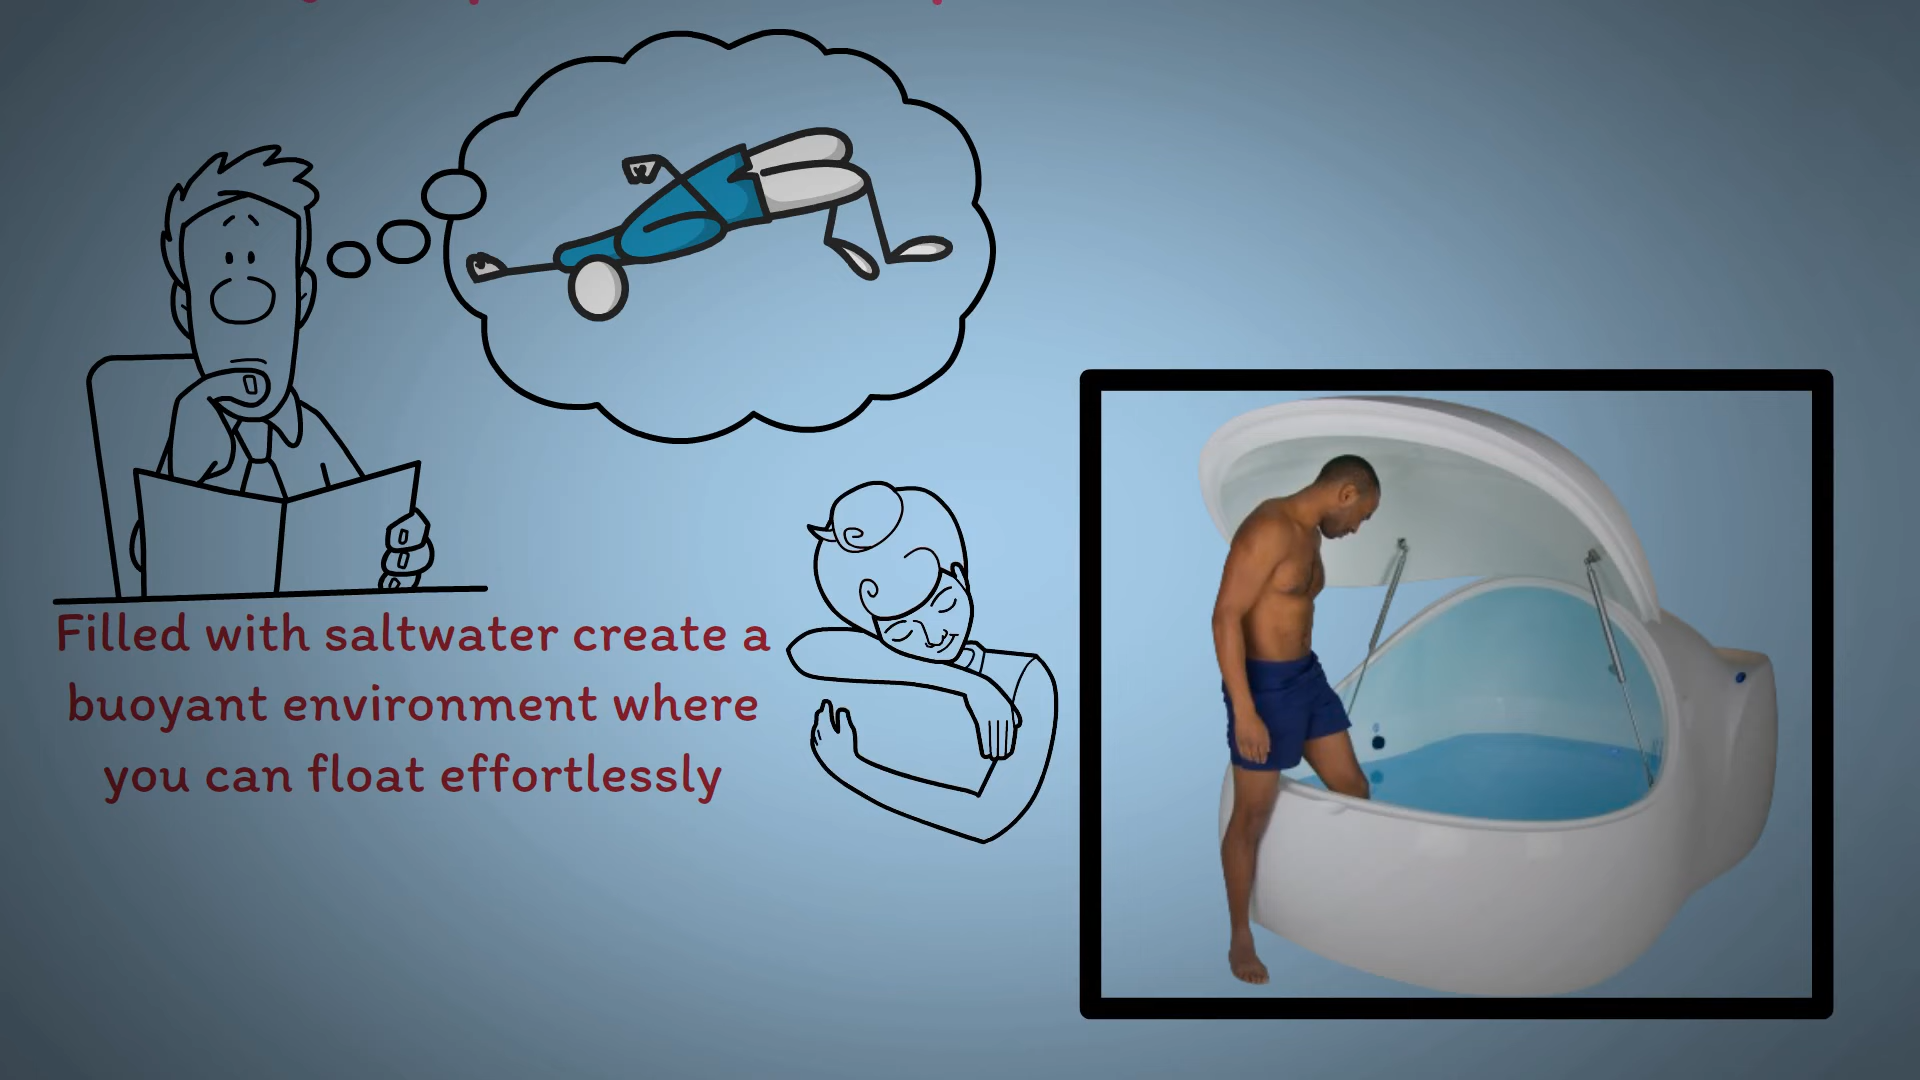 Filled with saltwater create a
buoyant environment where
you can float effortlessly